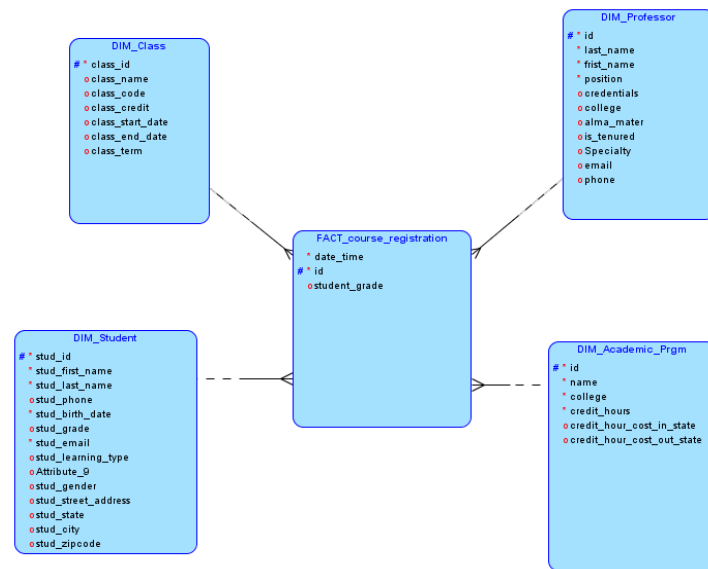 DIM_Class
# * class_id
o class_name
o class_code
o class_credit
o class_start_date
o class_end_date
o class_term
DIM_Professor
# * id
* last_name
* frist_name
* position
o credentials
o college
o alma_mater
o is_tenured
o Specialty
o email
o phone
FACT_course_registration
* date_time
# * id
o student_grade
DIM_Student
# * stud_id
* stud_first_name
* stud_last_name
o stud_phone
* stud_birth_date
o stud_grade
* stud_email
o stud_learning_type
o Attribute_9
o stud_gender
o stud_street_address
o stud_state
o stud_city
o stud_zipcode
DIM_Academic_Prgm
# * id
* name
* college
* credit_hours
o credit_hour_cost_in_state
o credit_hour_cost_out_state